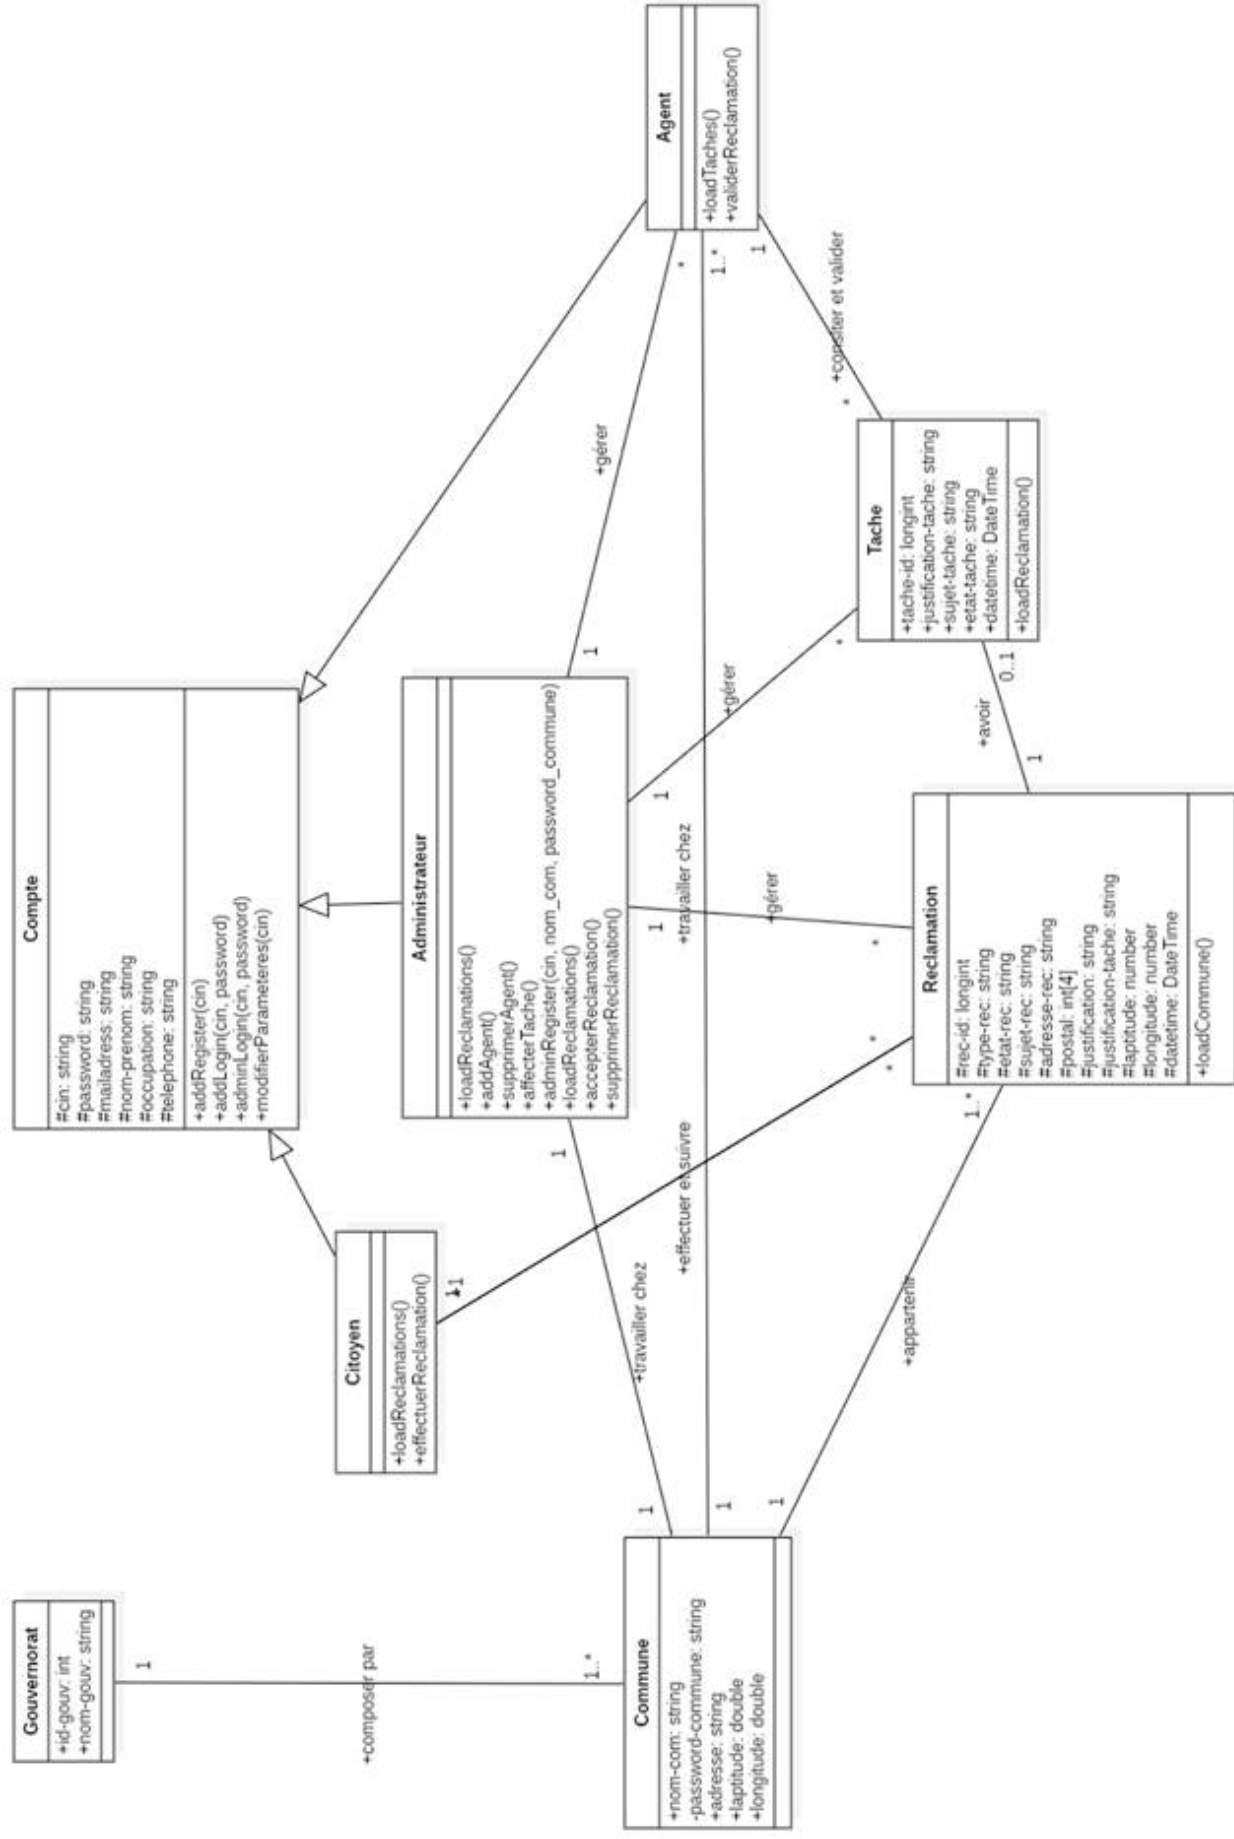 Gouvernorat
+id-gouv: int
+nom-gouv: string
1
+composer par
1..*
Commune
+nom-com: string
-password-commune: string
+adresse: string
+laptitude: double
+longitude: double
Compte
#cin: string
#password: string
#mailadress: string
#nom-prenom: string
#occupation: string
#telephone: string
+addRegister(cin)
+addLogin(cin, password)
+adminLogin(cin, password)
+modifierParameteres(cin)
Citoyen
+loadReclamations()
+effectuerReclamation()
Administrateur
+loadReclamations()
+addAgent()
+supprimerAgent()
+affecterTache()
+adminRegister(cin, nom_com, password_commune)
+loadReclamations()
+accepterReclamation()
+supprimerReclamation()
Agent
+loadTaches()
+validerReclamation()
1
+gérer
*
1
+travailler chez
1
1
+travailler chez
1..*
+effectuer et suivre
*
*
1
+gérer
*
1
+gérer
*
1
+consiter et valider
*
Tache
+tache-id: longint
+justification-tache: string
+sujet-tache: string
+etat-tache: string
+datetime: DateTime
+loadReclamation()
0..1
+avoir
1
1
+appartenir
1..*
Reclamation
#rec-id: longint
#type-rec: string
#etat-rec: string
#sujet-rec: string
#adresse-rec: string
#postal: int[4]
#justification: string
#justification-tache: string
#laptitude: number
#longitude: number
#datetime: DateTime
+loadCommune()